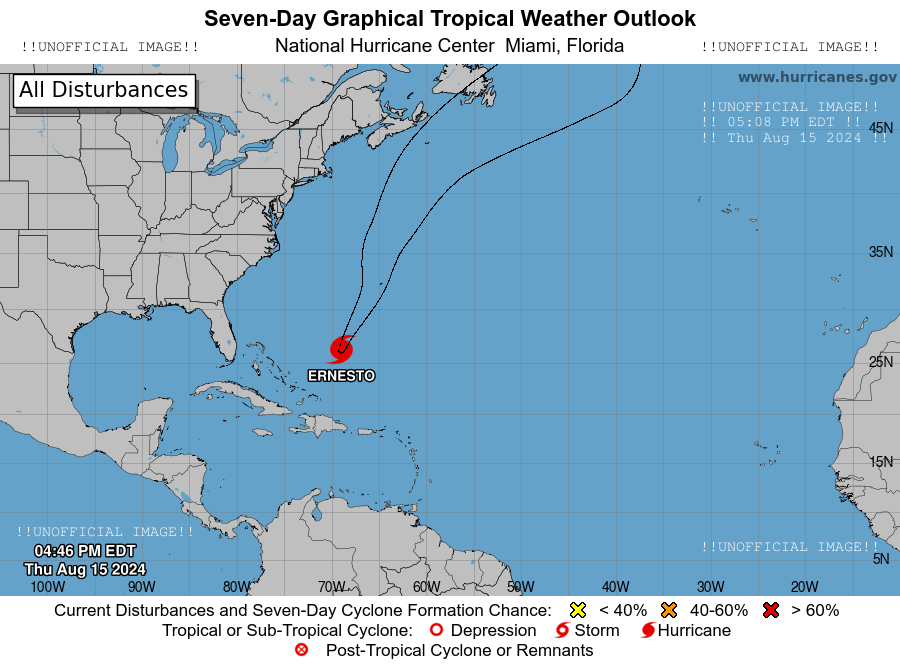 Seven-Day Graphical Tropical Weather Outlook
!!UNOFFICIAL IMAGE!! National Hurricane Center Miami, Florida !!UNOFFICIAL IMAGE!!
All Disturbances
www.hurricanes.gov
!!UNOFFICIAL IMAGE!!
!! 05:08 PM EDT !!
!! Thu Aug 15 2024 !!
45N
35N
25N
ERNESTO
15N
!!UNOFFICIAL IMAGE!!
04:46 PM EDT
Thu Aug 15 2024
!!UNOFFICIAL IMAGE!!
5N
100W 90W 80W 70W 60W 50W 40W 30W 20W
Current Disturbances and Seven-Day Cyclone Formation Chance: < 40% 40-60% > 60%
Tropical or Sub-Tropical Cyclone: Depression Storm Hurricane
Post-Tropical Cyclone or Remnants